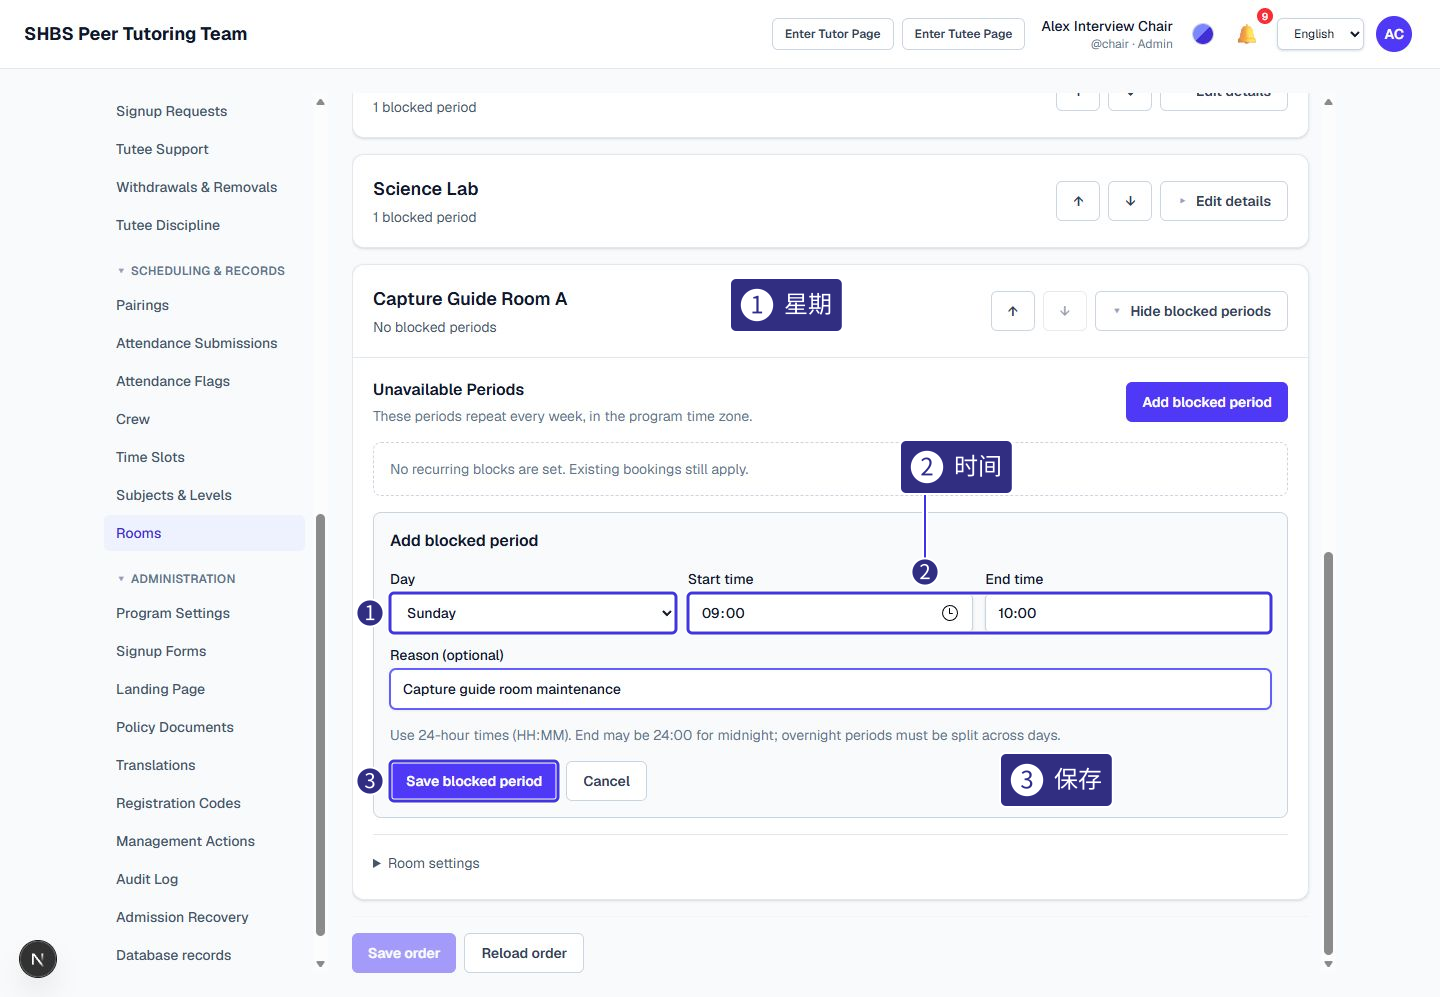 SHBS Peer Tutoring Team
Enter Tutor Page
Enter Tutee Page
Alex Interview Chair
@chair · Admin
9
English
AC
Signup Requests
Tutee Support
Withdrawals & Removals
Tutee Discipline
SCHEDULING & RECORDS
Pairings
Attendance Submissions
Attendance Flags
Crew
Time Slots
Subjects & Levels
Rooms
ADMINISTRATION
Program Settings
Signup Forms
Landing Page
Policy Documents
Translations
Registration Codes
Management Actions
Audit Log
Admission Recovery
Database records
N
1 blocked period
Edit details
Science Lab
1 blocked period
↑
↓
Edit details
Capture Guide Room A
No blocked periods
1 星期
↑
↓
Hide blocked periods
Unavailable Periods
These periods repeat every week, in the program time zone.
Add blocked period
No recurring blocks are set. Existing bookings still apply.
2 时间
Add blocked period
Day
Start time
2
End time
1
Sunday
09:00
10:00
Reason (optional)
Capture guide room maintenance
Use 24-hour times (HH:MM). End may be 24:00 for midnight; overnight periods must be split across days.
3
Save blocked period
Cancel
3 保存
Room settings
Save order
Reload order